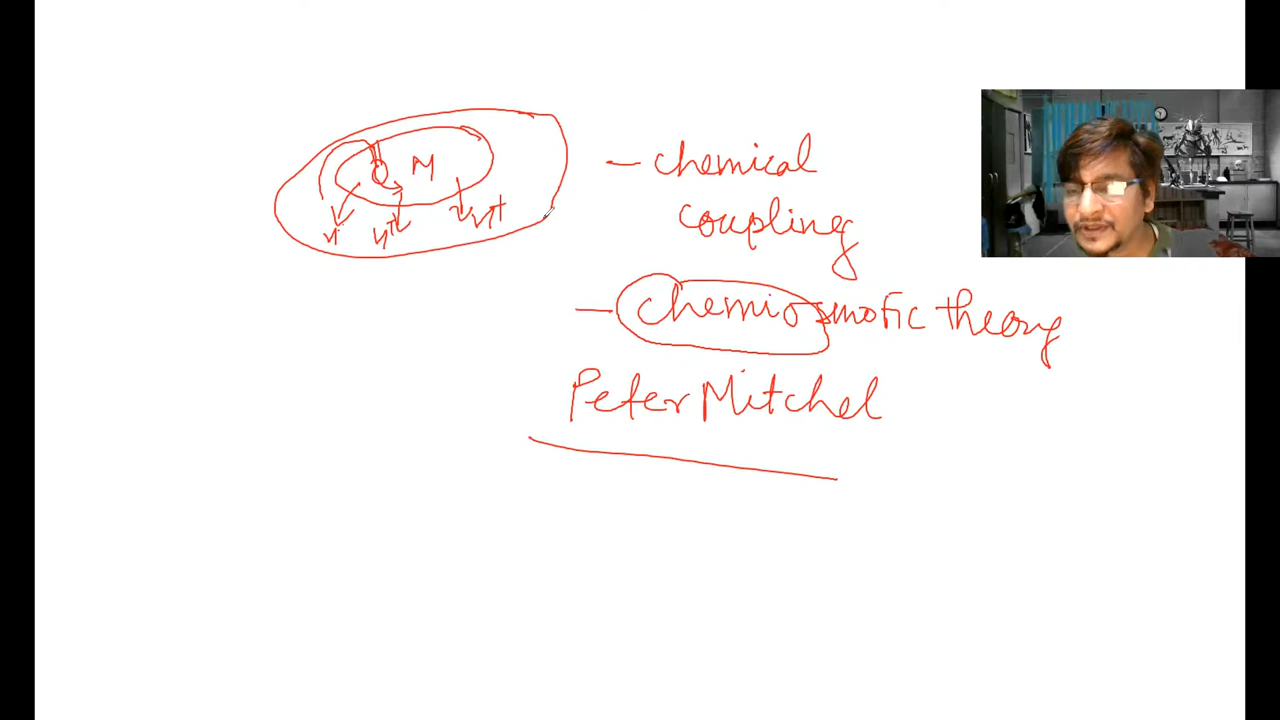 M
H+
H+
H+
– chemical
coupling
– chemiosmotic theory
Peter Mitchel